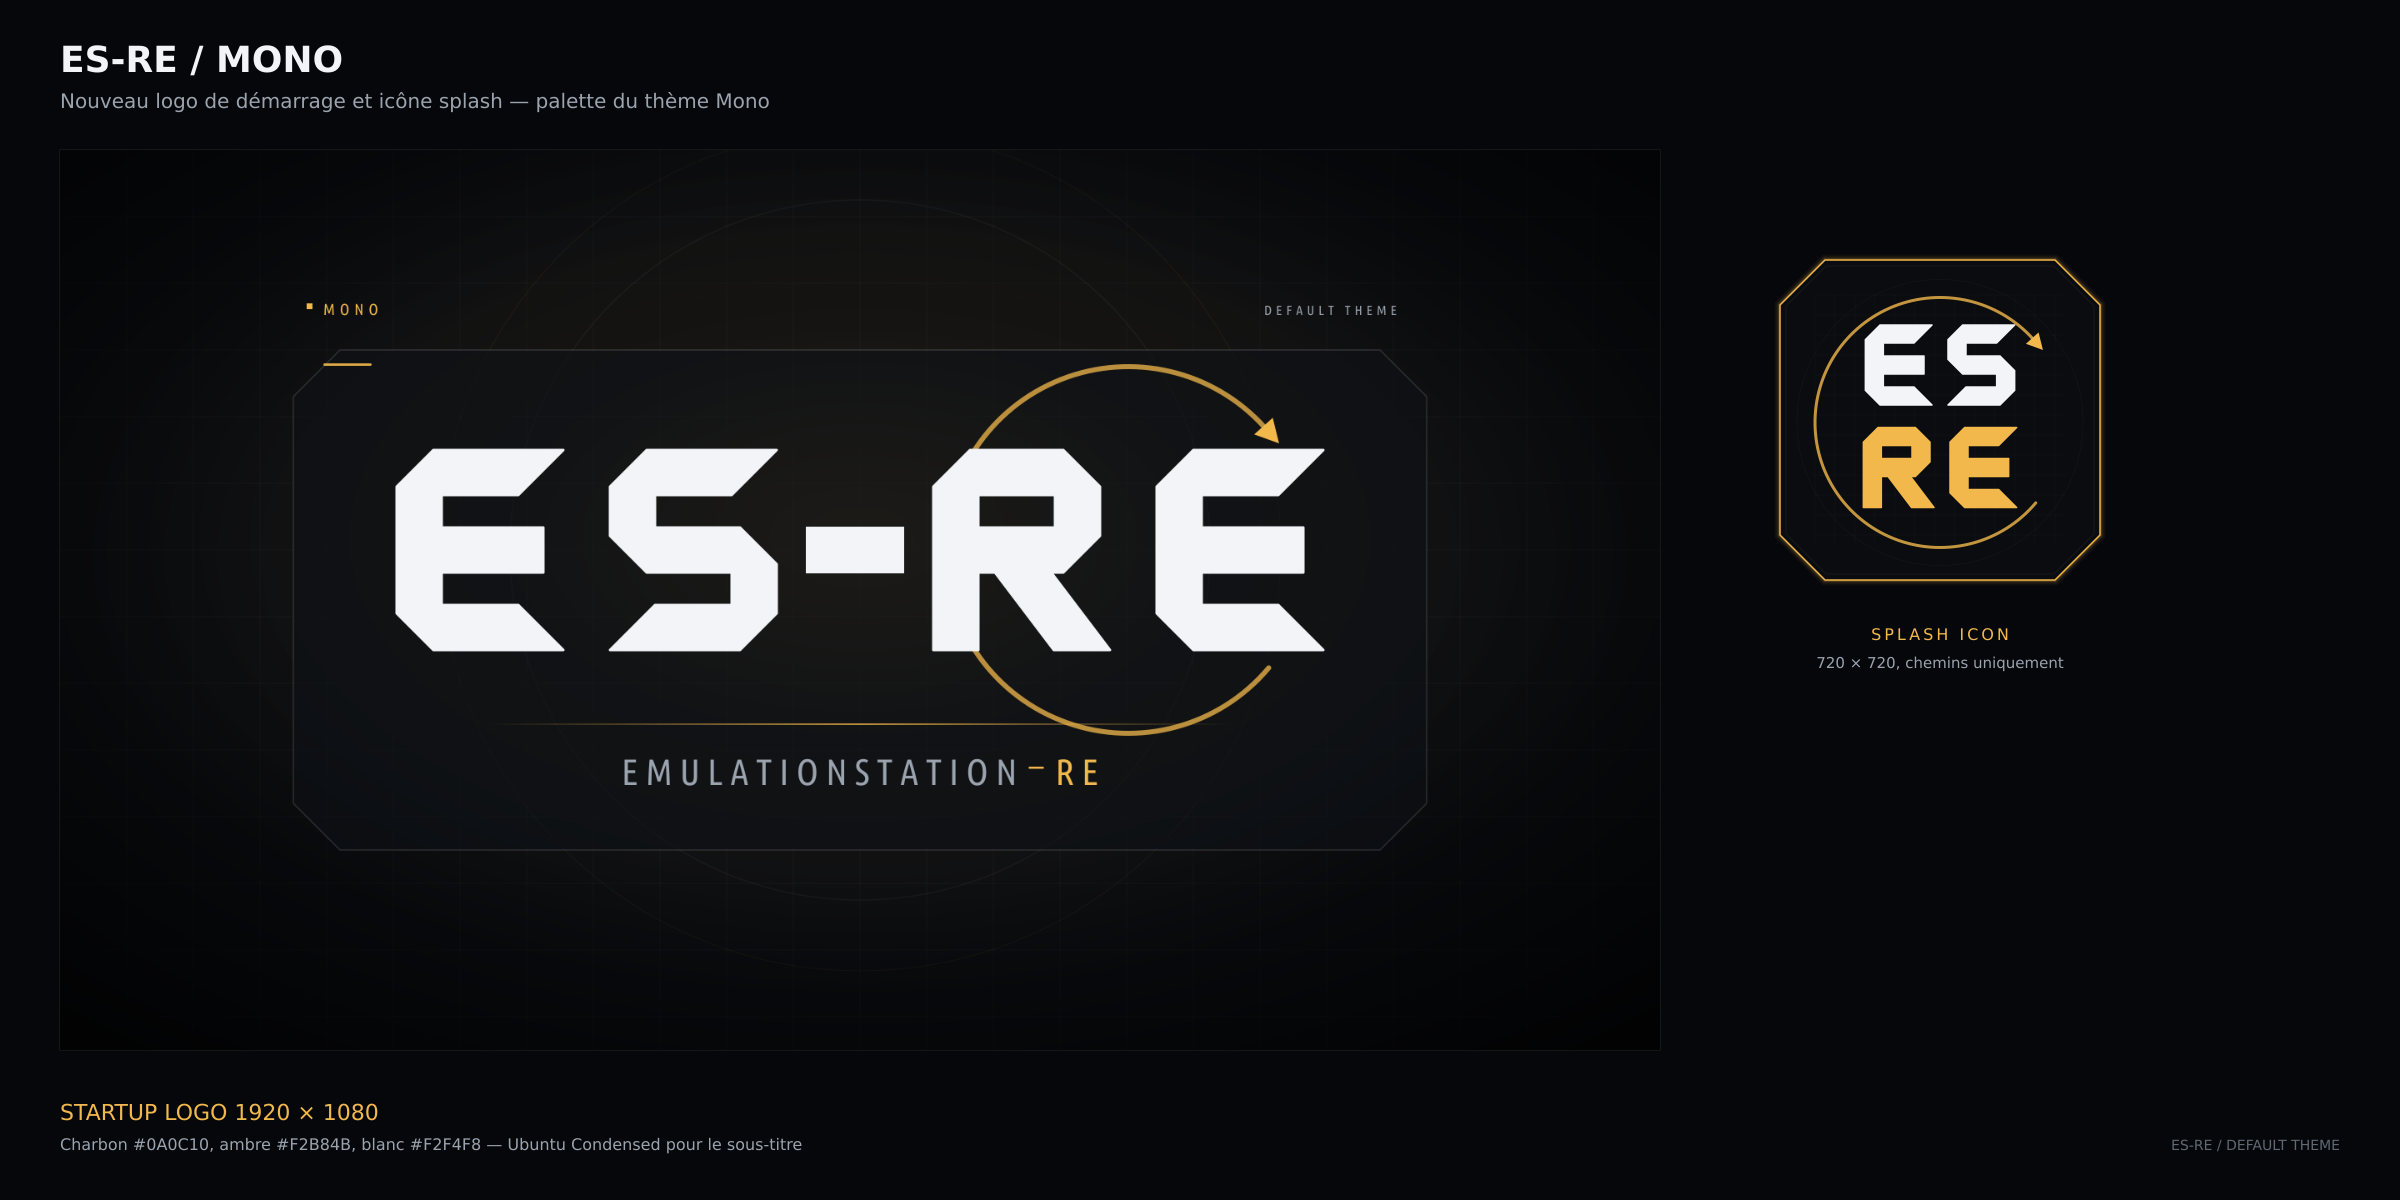 ES-RE / MONO
Nouveau logo de démarrage et icône splash — palette du thème Mono
MONO
DEFAULT THEME
ES-RE
EMULATIONSTATION–RE
ES
RE
SPLASH ICON
720 × 720, chemins uniquement
STARTUP LOGO 1920 × 1080
Charbon #0A0C10, ambre #F2B84B, blanc #F2F4F8 — Ubuntu Condensed pour le sous-titre
ES-RE / DEFAULT THEME